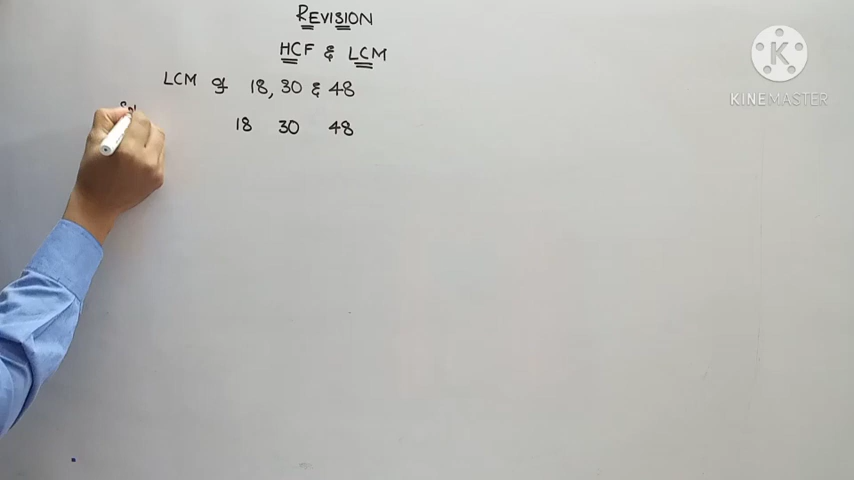 REVISION
HCF & LCM
LCM of 18, 30 & 48
18 30 48
KINEMASTER